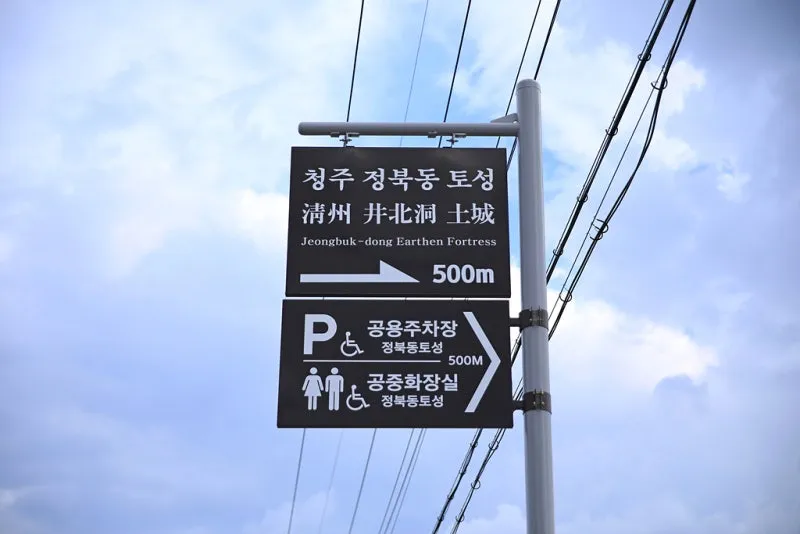 청주 정북동 토성
清州 井北洞 土城
Jeongbuk-dong Earthen Fortress
500m
P 공용주차장
정북동토성
500M
공중화장실
정북동토성